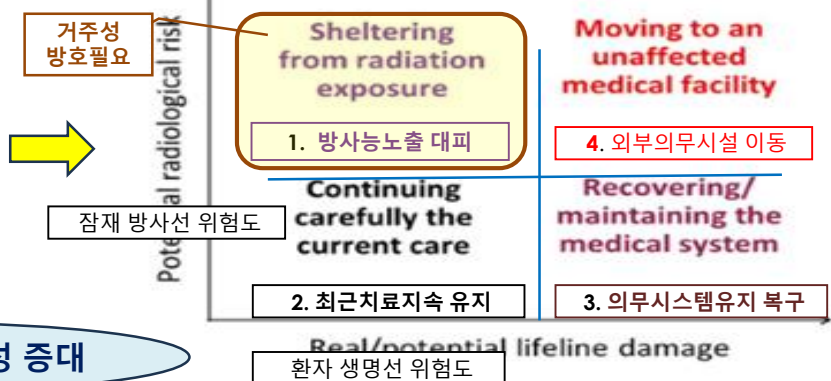 거주성
방호필요
Sheltering
from radiation
exposure
1. 방사능노출 대피
Moving to an
unaffected
medical facility
4. 외부의무시설 이동
radiological risk
잠재 방사선 위험도
Continuing
carefully the
current care
2. 최근치료지속 유지
Recovering/
maintaining the
medical system
3. 의무시스템유지 복구
증대
Real/potential lifeline damage
환자 생명선 위험도